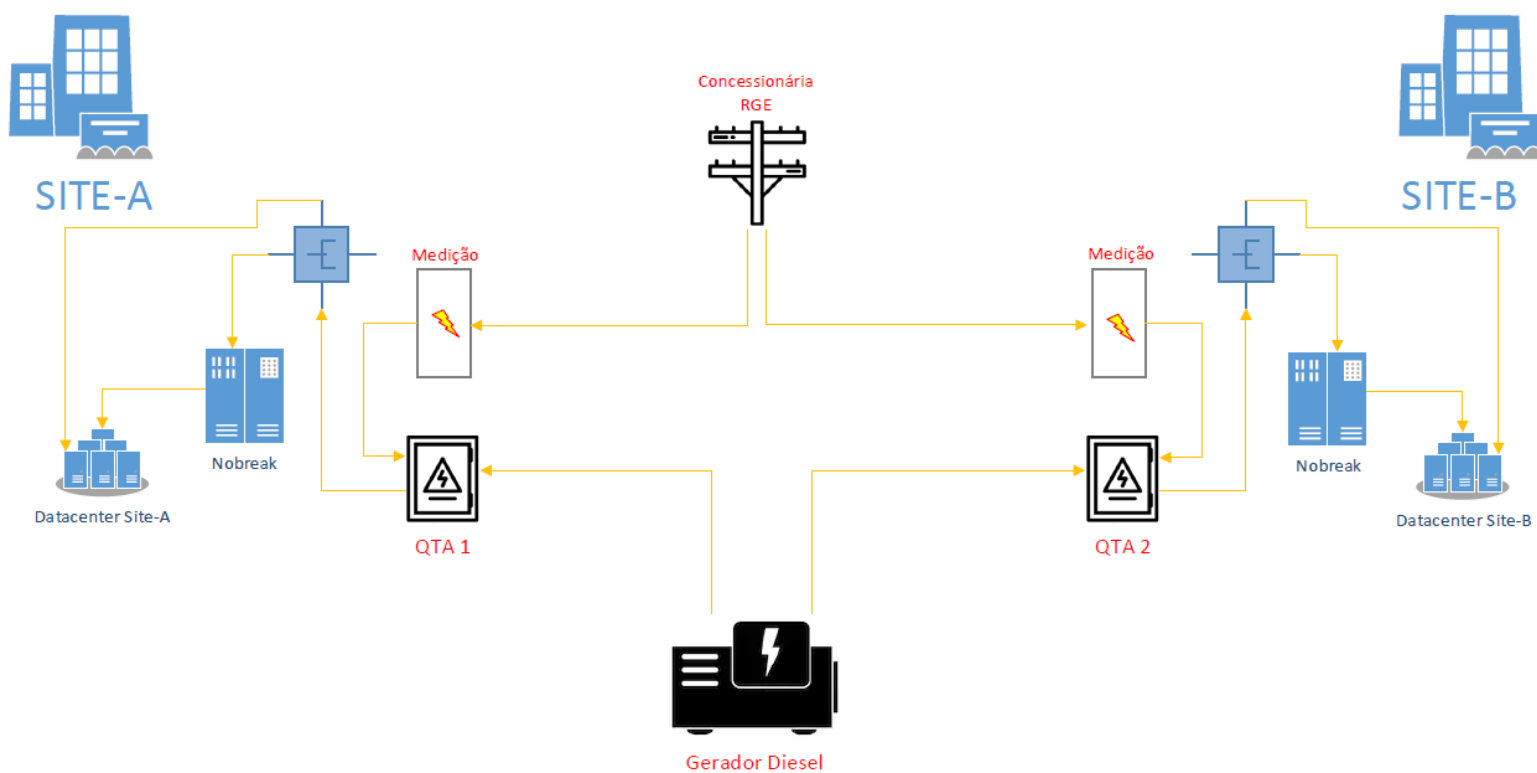 Concessionária
RGE
SITE-A
SITE-B
Medição
Medição
Nobreak
Nobreak
Datacenter Site-A
Datacenter Site-B
QTA 1
QTA 2
Gerador Diesel